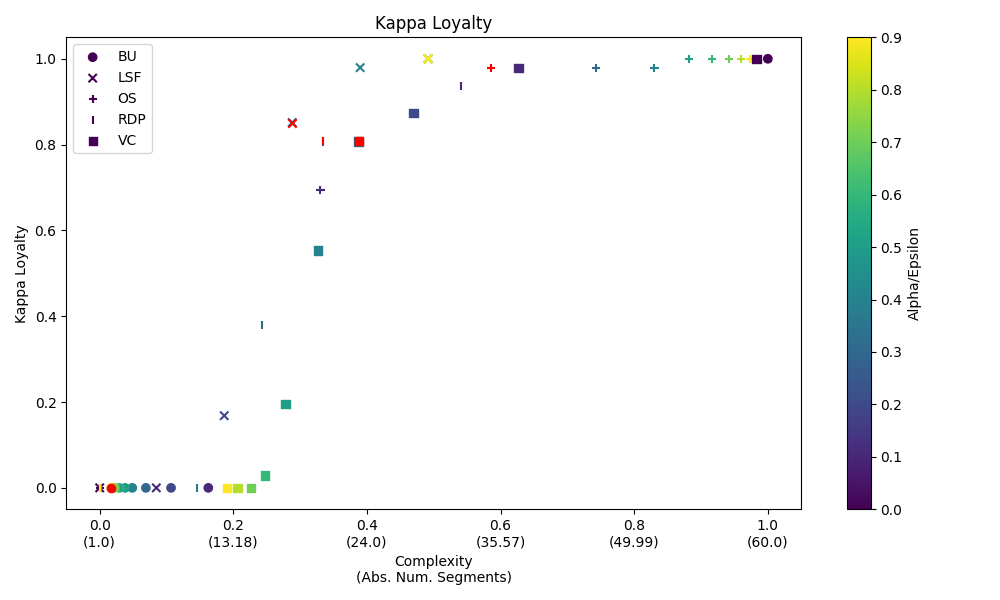 Kappa Loyalty
BU
LSF
OS
RDP
VC
Kappa Loyalty
1.0
0.8
0.6
0.4
0.2
0.0
0.0 0.2 0.4 0.6 0.8 1.0
(1.0) (13.18) (24.0) (35.57) (49.99) (60.0)
Complexity
(Abs. Num. Segments)
0.9
0.8
0.7
0.6
0.5
0.4
0.3
0.2
0.1
0.0
Alpha/Epsilon